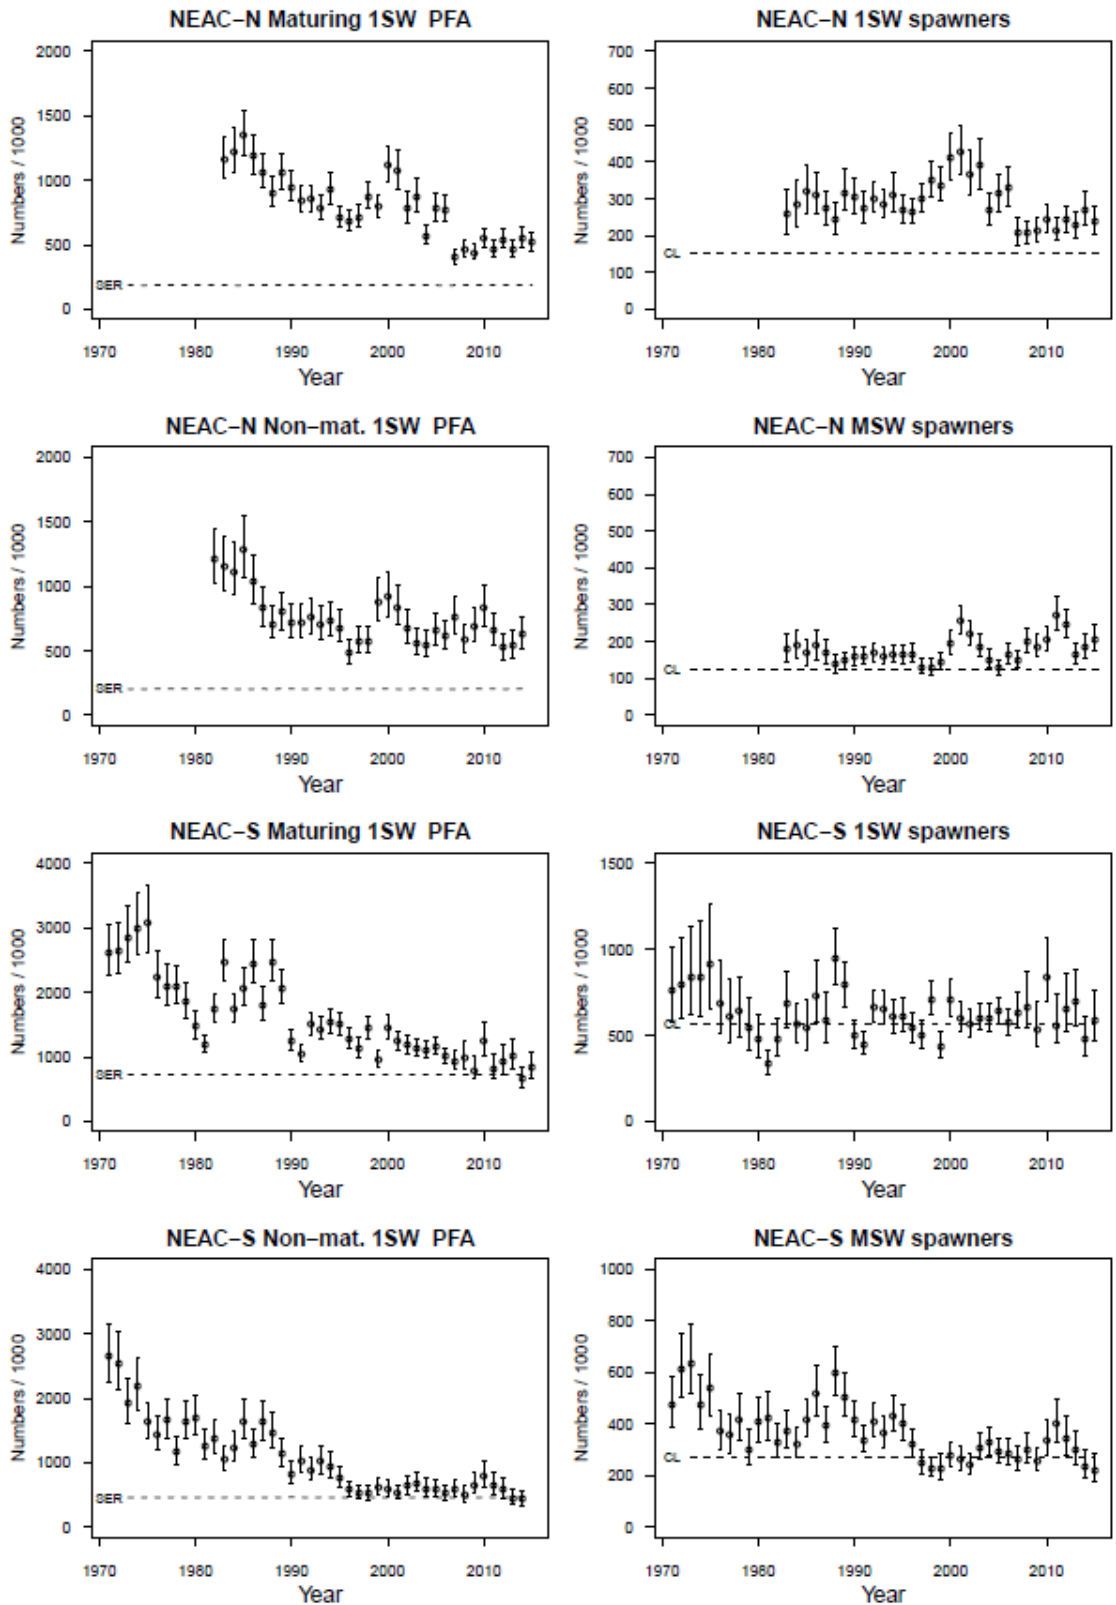 NEAC–N Maturing 1SW PFA
Numbers / 1000
2000
1500
1000
500
0
SER
1970
1980
1990
2000
2010
Year
NEAC–N 1SW spawners
Numbers / 1000
700
600
500
400
300
200
100
0
CL
1970
1980
1990
2000
2010
Year
NEAC–N Non–mat. 1SW PFA
Numbers / 1000
2000
1500
1000
500
0
SER
1970
1980
1990
2000
2010
Year
NEAC–N MSW spawners
Numbers / 1000
700
600
500
400
300
200
100
0
CL
1970
1980
1990
2000
2010
Year
NEAC–S Maturing 1SW PFA
Numbers / 1000
4000
3000
2000
1000
0
SER
1970
1980
1990
2000
2010
Year
NEAC–S 1SW spawners
Numbers / 1000
1500
1000
500
0
CL
1970
1980
1990
2000
2010
Year
NEAC–S Non–mat. 1SW PFA
Numbers / 1000
4000
3000
2000
1000
0
SER
1970
1980
1990
2000
2010
Year
NEAC–S MSW spawners
Numbers / 1000
1000
800
600
400
200
0
CL
1970
1980
1990
2000
2010
Year